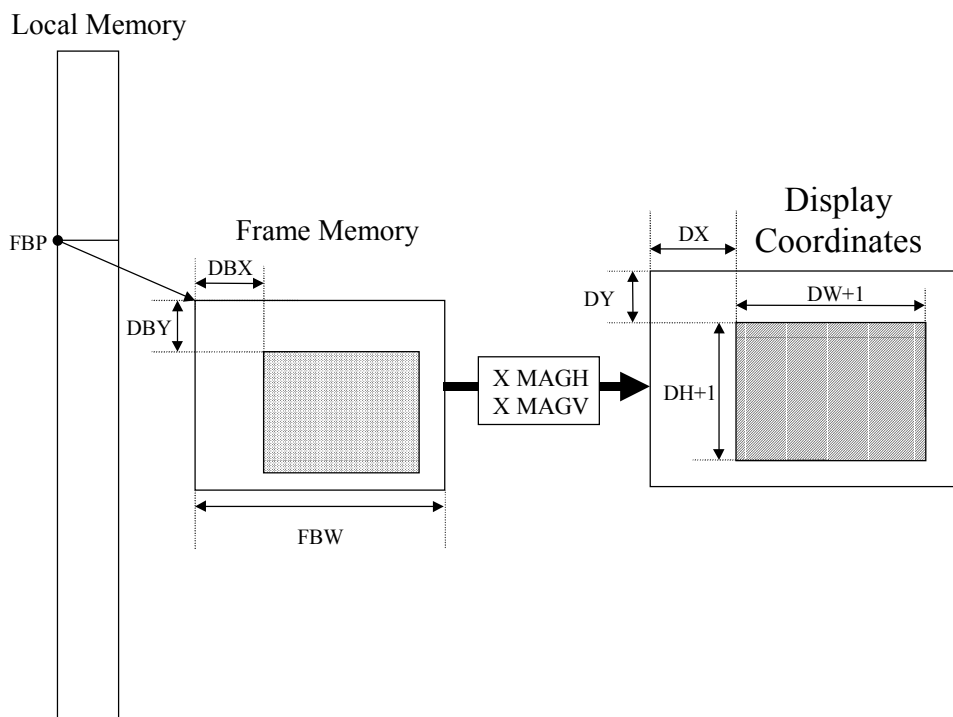 Local Memory
FBP
Frame Memory
DBX
DBY
FBW
X MAGH
X MAGV
Display
Coordinates
DX
DY
DW+1
DH+1